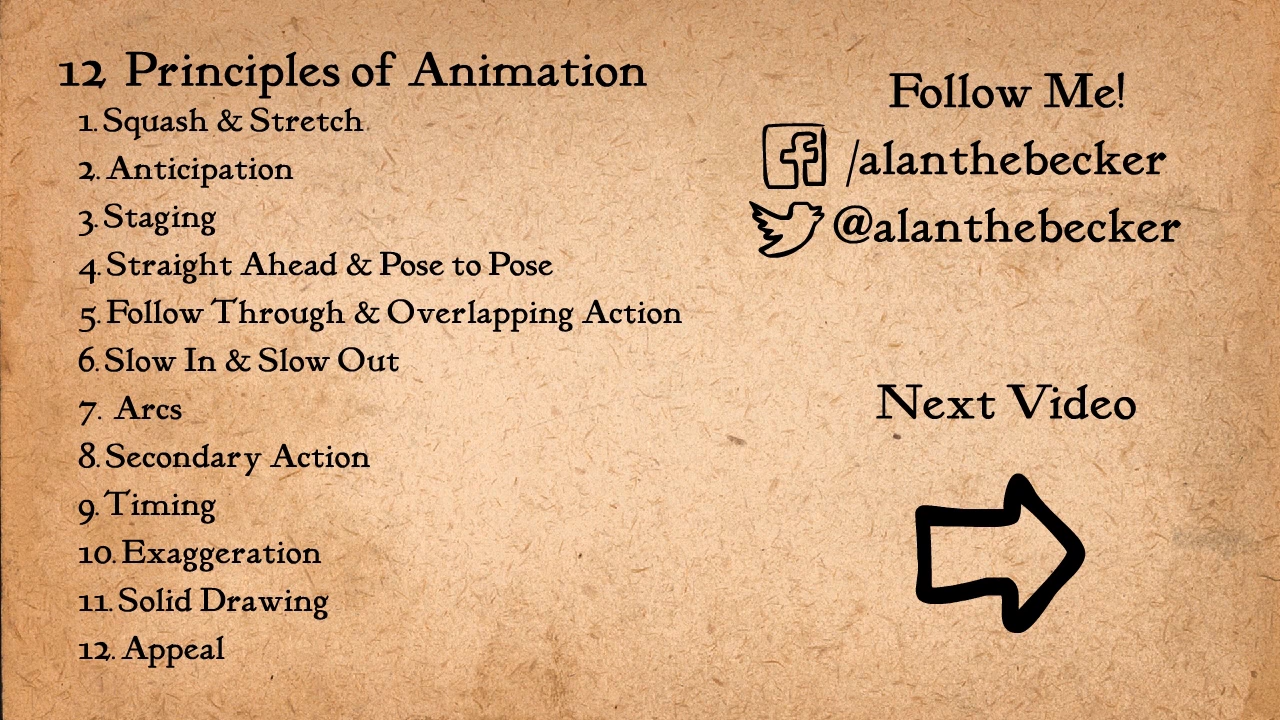 12 Principles of Animation
1. Squash & Stretch
2. Anticipation
3. Staging
4. Straight Ahead & Pose to Pose
5. Follow Through & Overlapping Action
6. Slow In & Slow Out
7. Arcs
8. Secondary Action
9. Timing
10. Exaggeration
11. Solid Drawing
12. Appeal
Follow Me!
/alanthebecker
@alanthebecker
Next Video